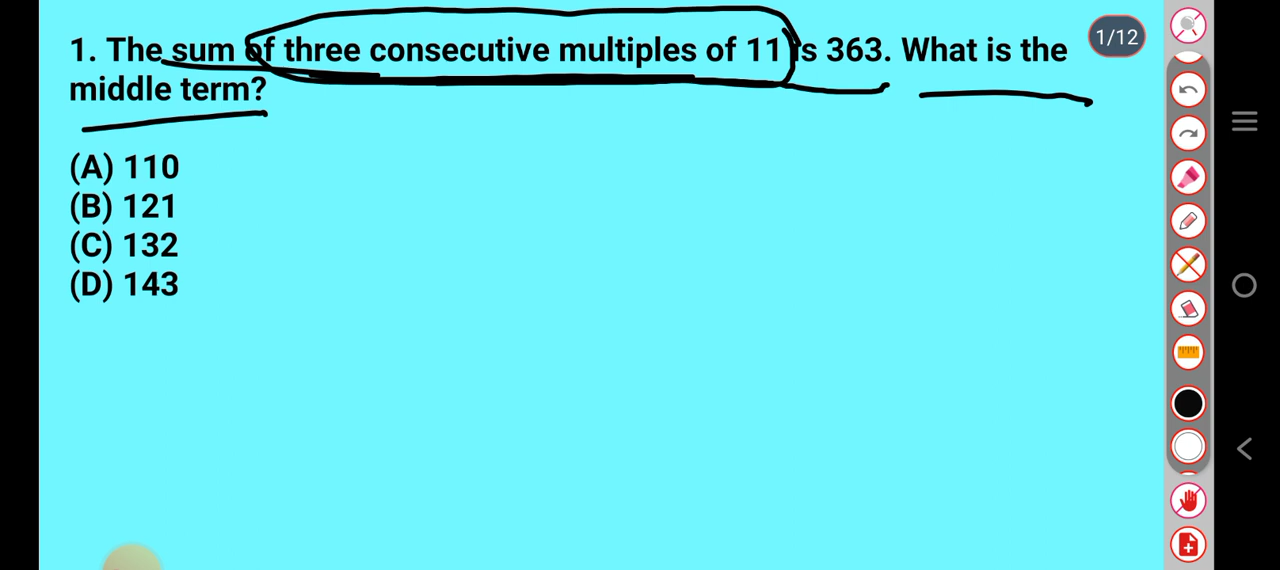 1. The sum of three consecutive multiples of 11 is 363. What is the
middle term?
1/12
(A) 110
(B) 121
(C) 132
(D) 143